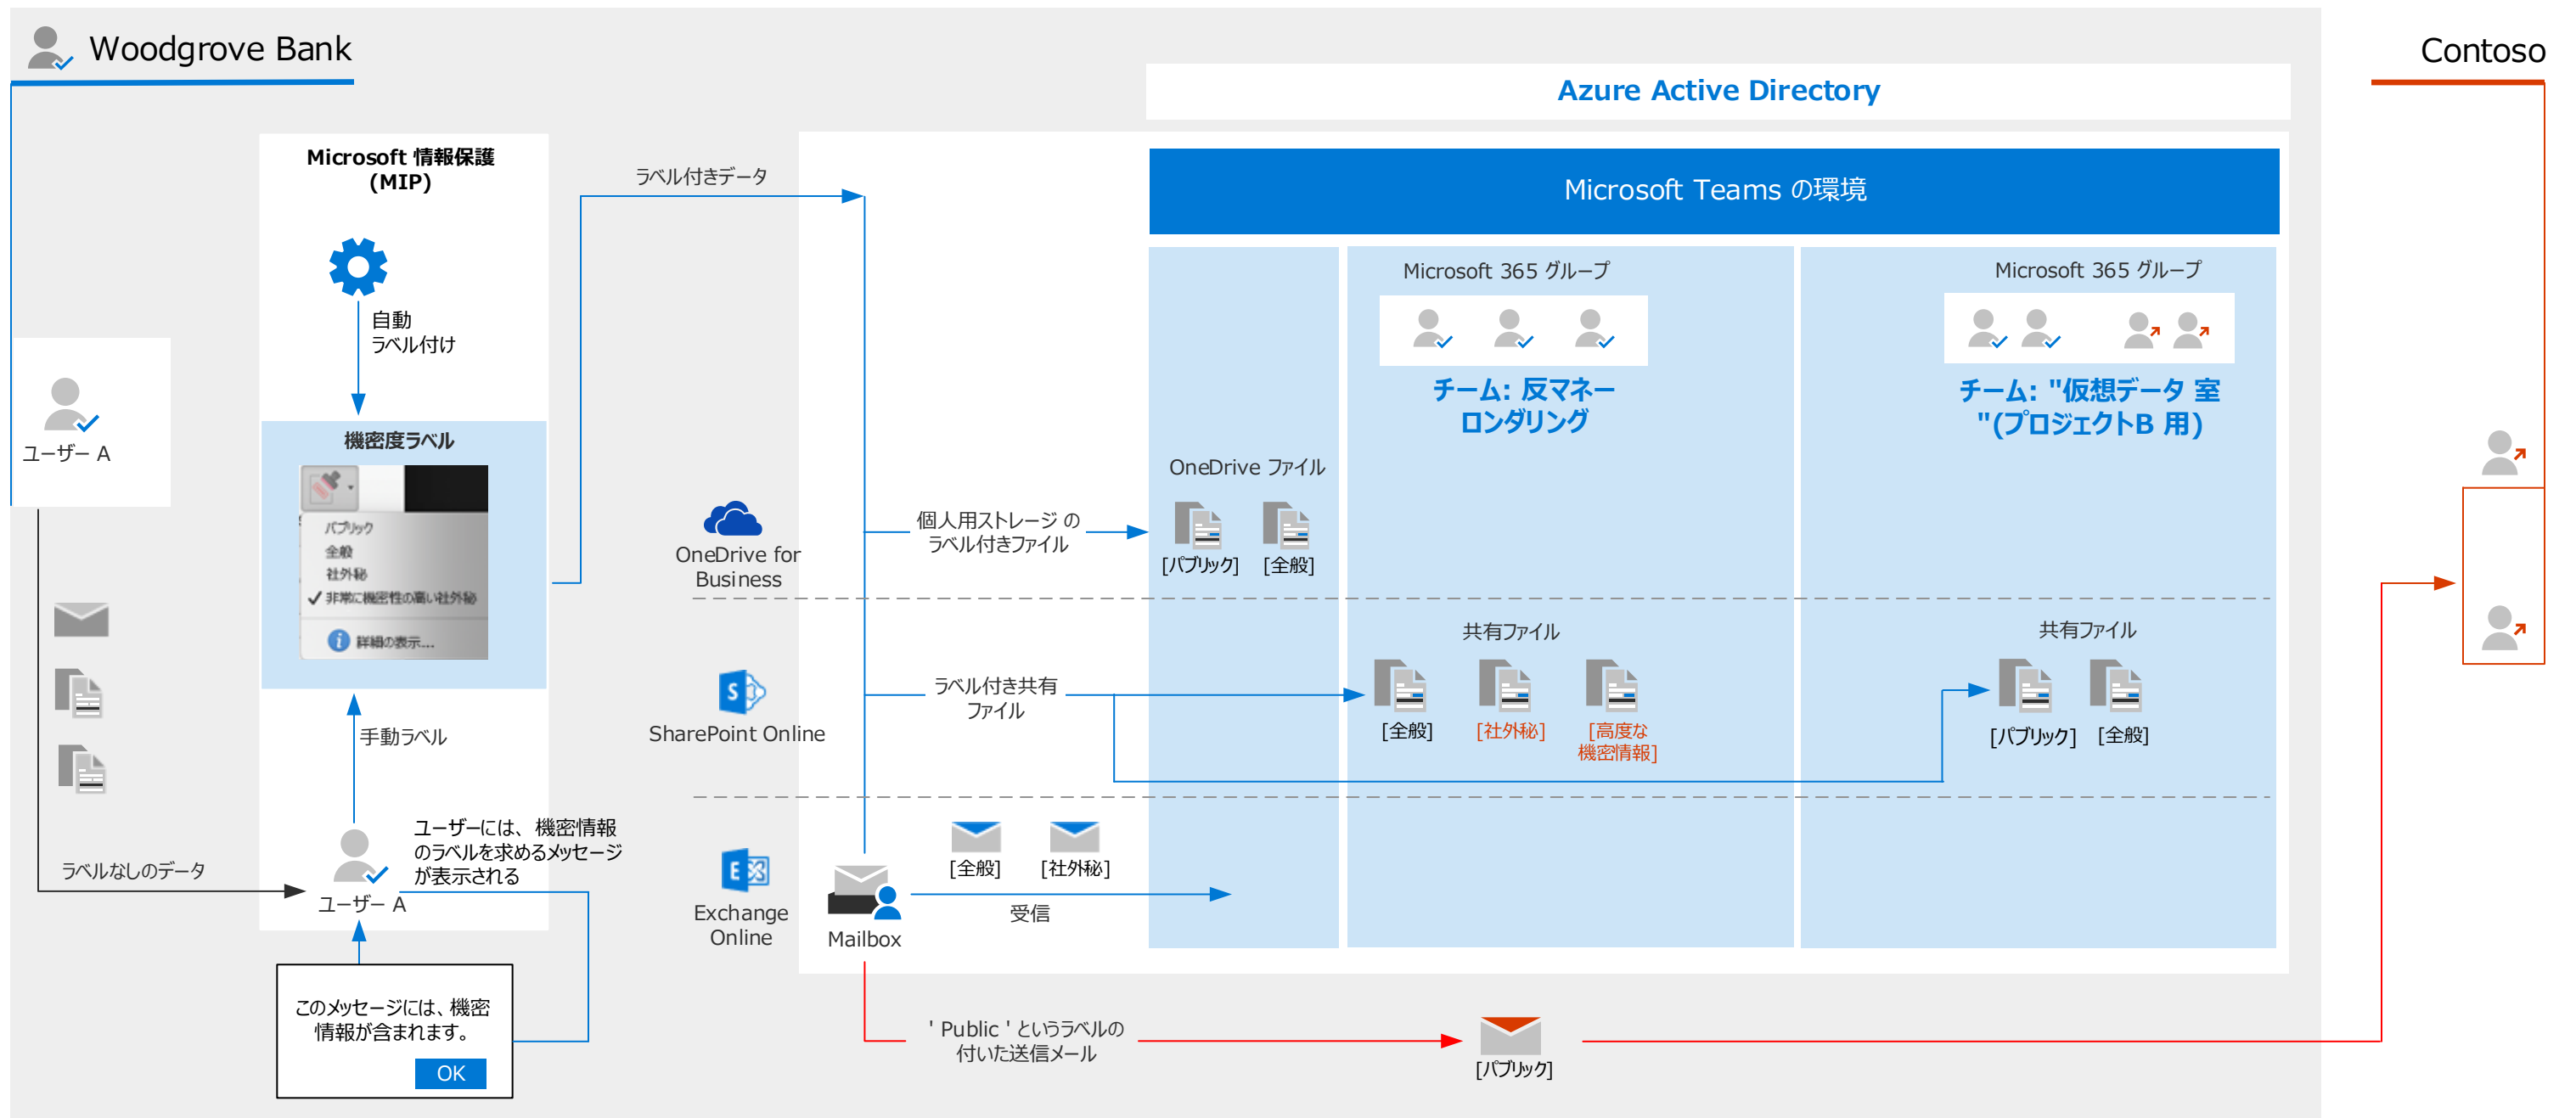 Woodgrove Bank
Contoso
Azure Active Directory
Microsoft 情報保護
(MIP)
自動
ラベル付け
機密度ラベル
パブリック
全般
社外秘
非常に機密性の高い社外秘
詳細の表示...
手動ラベル
ユーザー A
ラベルなしのデータ
ユーザーには、機密情報
のラベルを求めるメッセージ
が表示される
ユーザー A
このメッセージには、機密
情報が含まれます。
OK
ラベル付きデータ
Microsoft Teams の環境
Microsoft 365 グループ
チーム: 反マネー
ロンダリング
Microsoft 365 グループ
チーム: "仮想データ 室
"(プロジェクトB 用)
OneDrive for
Business
個人用ストレージ の
ラベル付きファイル
OneDrive ファイル
[パブリック]
[全般]
SharePoint Online
ラベル付き共有
ファイル
共有ファイル
[全般]
[社外秘]
[高度な
機密情報]
共有ファイル
[パブリック]
[全般]
Exchange
Online
Mailbox
[全般]
[社外秘]
受信
' Public ' というラベルの
付いた送信メール
[パブリック]